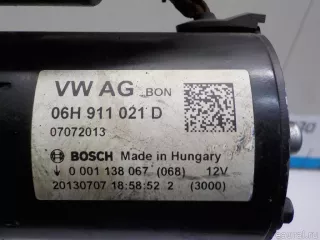 VW AG BON
06H 911 021 D
07072013
BOSCH Made in Hungary
0 001 138 067 (068) 12V
20130707 18:58:52 2 (3000)